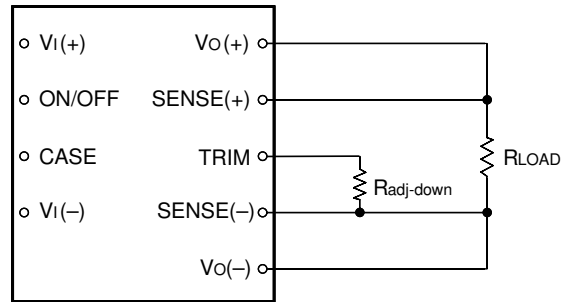 VI(+) VO(+)
ON/OFF SENSE(+)
CASE TRIM RLOAD
Radj-down
VI(–) SENSE(–)
VO(–)